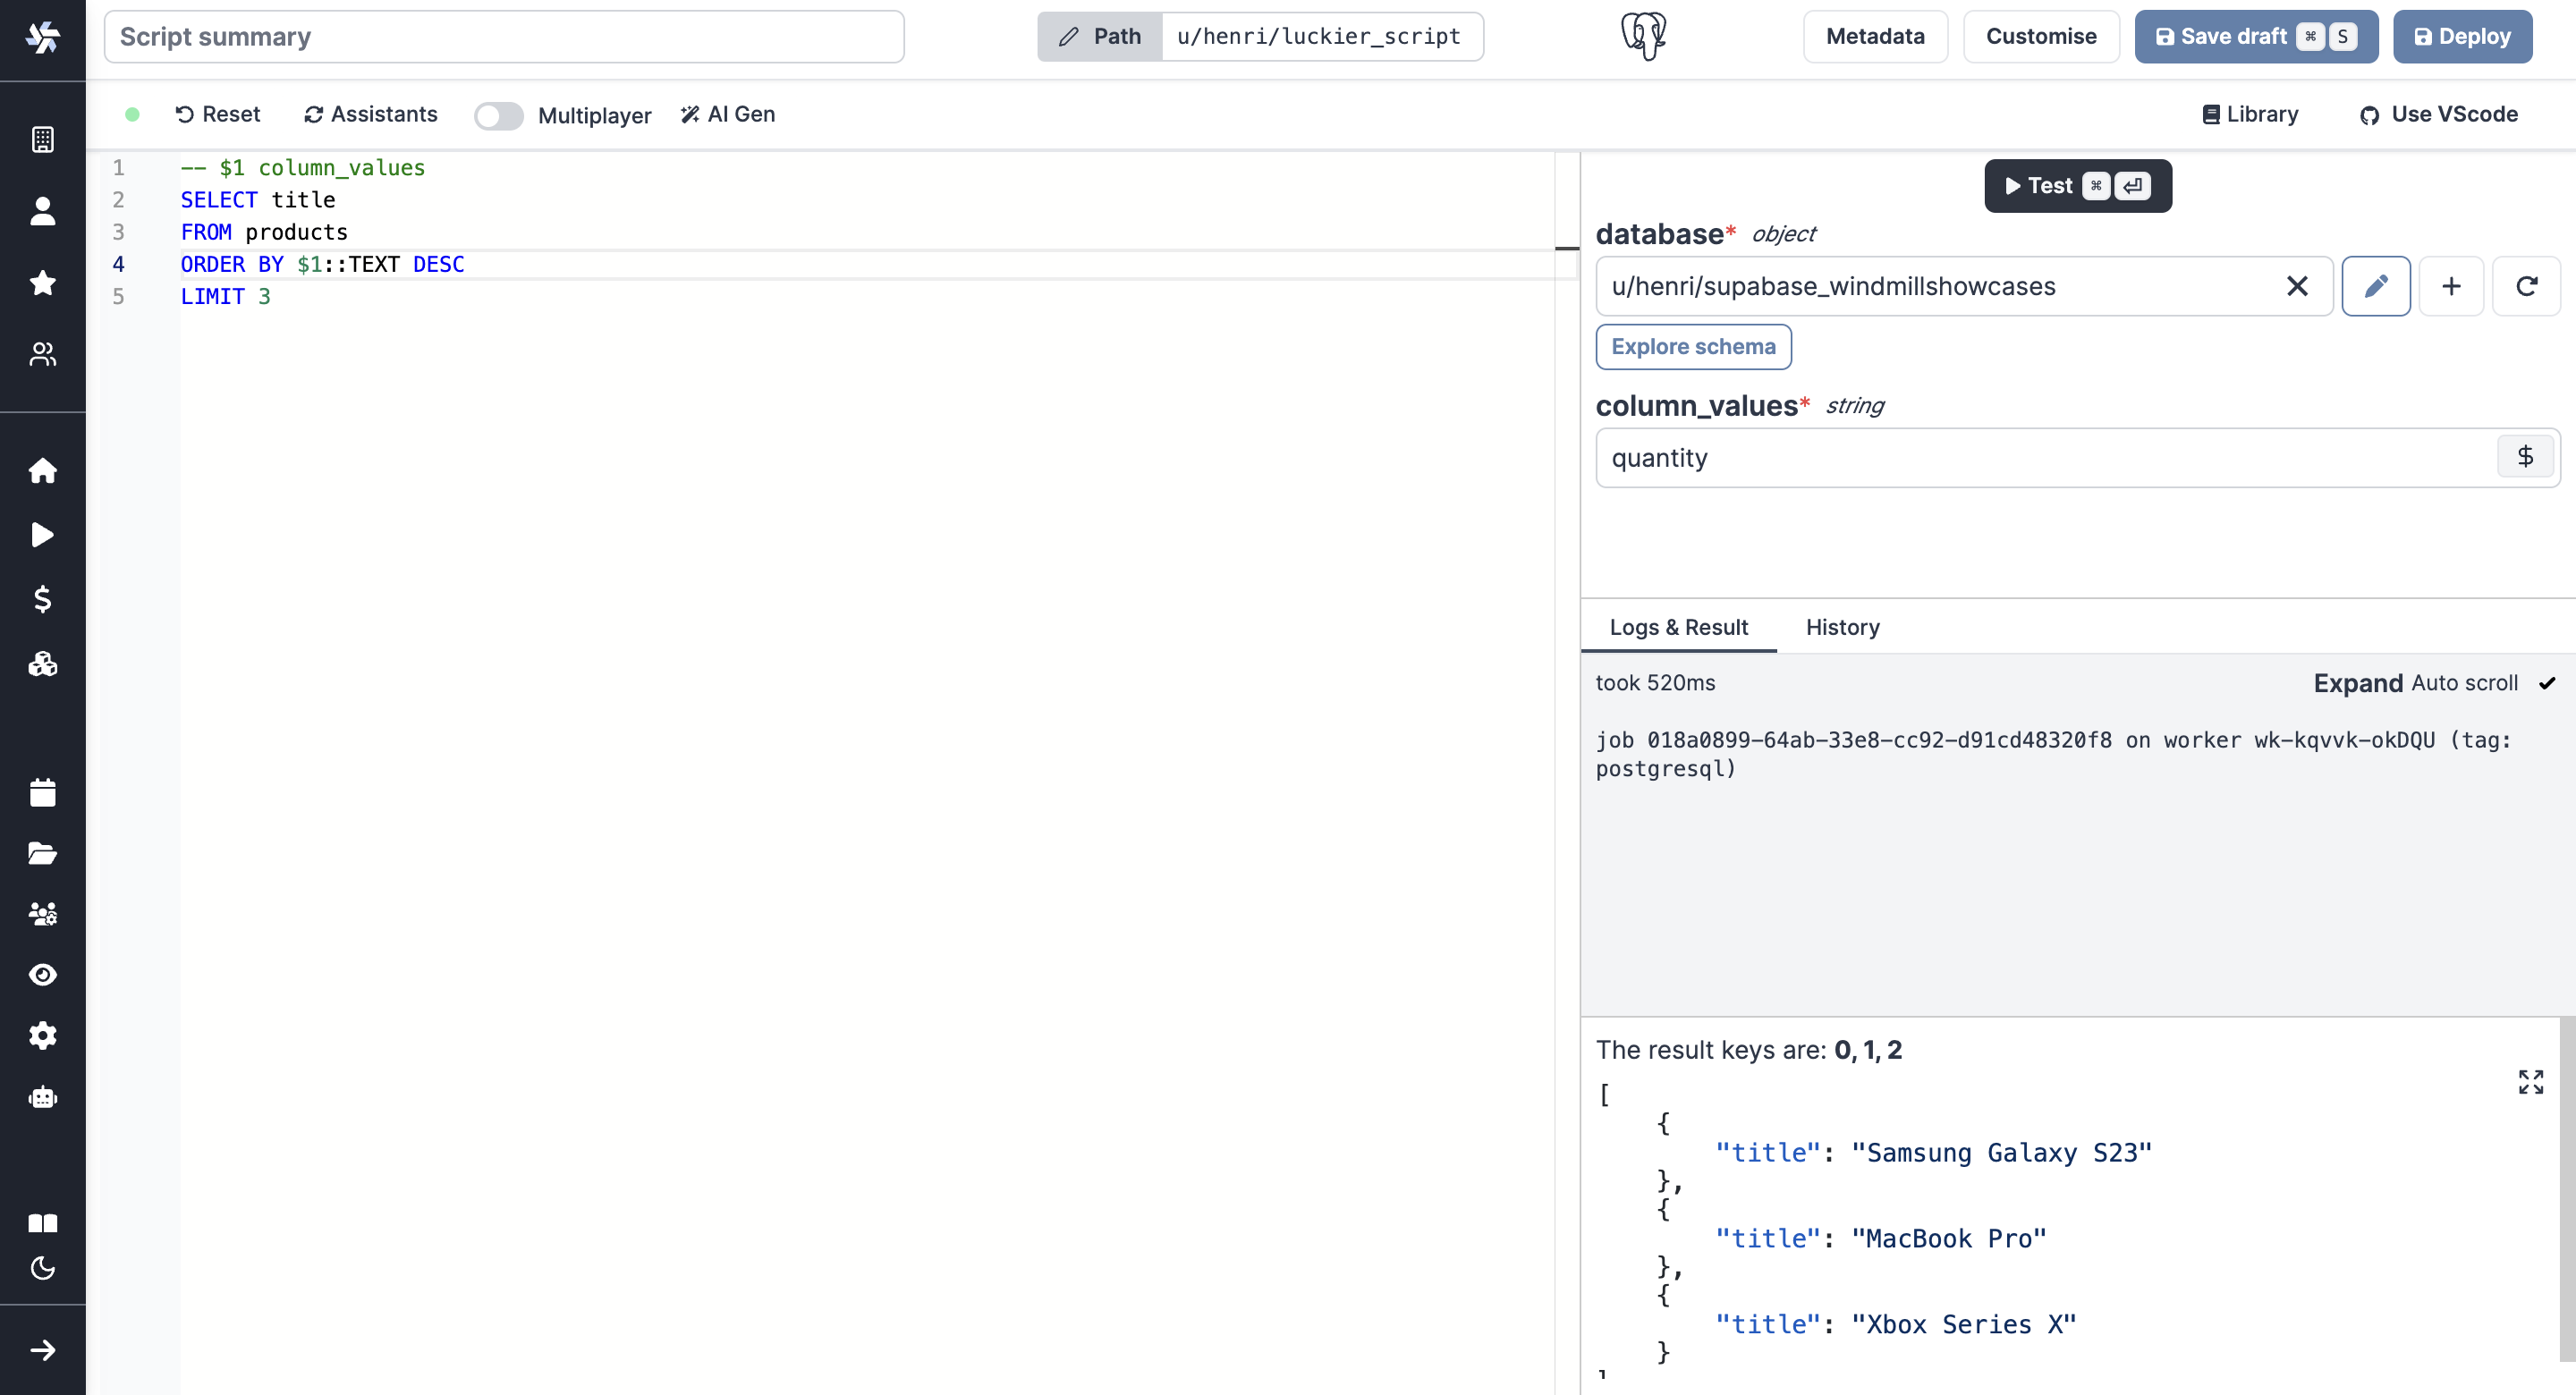 Script summary
Path
u/henri/luckier_script
Metadata
Customise
Save draft ⌘ S
Deploy
Reset
Assistants
Multiplayer
AI Gen
Library
Use VScode
1 -- $1 column_values
2 SELECT title
3 FROM products
4 ORDER BY $1::TEXT DESC
5 LIMIT 3
Test ⌘
database* object
u/henri/supabase_windmillshowcases
Explore schema
column_values* string
quantity
$
Logs & Result
History
took 520ms
Expand Auto scroll
job 018a0899-64ab-33e8-cc92-d91cd48320f8 on worker wk-kqvvk-okDQU (tag:
postgresql)
The result keys are: 0, 1, 2
[
{
"title": "Samsung Galaxy S23"
},
{
"title": "MacBook Pro"
},
{
"title": "Xbox Series X"
}
]